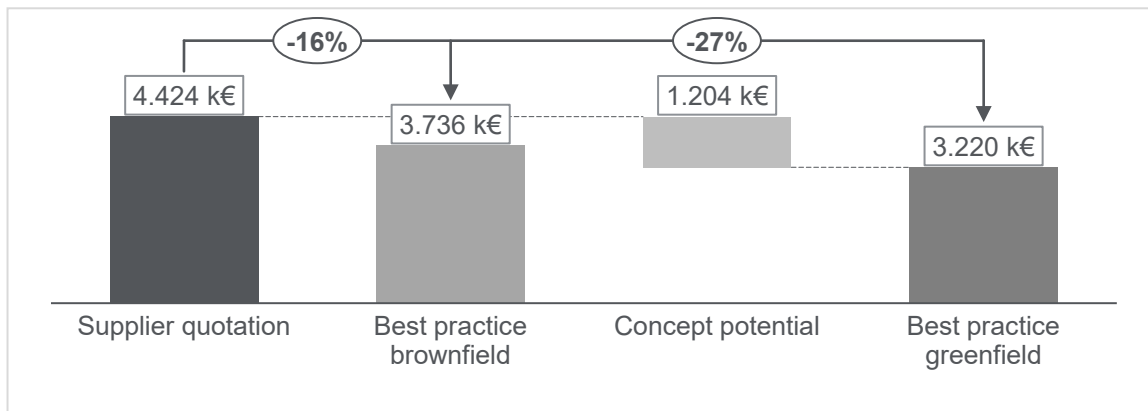 -16%
-27%
4.424 k€
3.736 k€
1.204 k€
3.220 k€
Supplier quotation
Best practice
brownfield
Concept potential
Best practice
greenfield